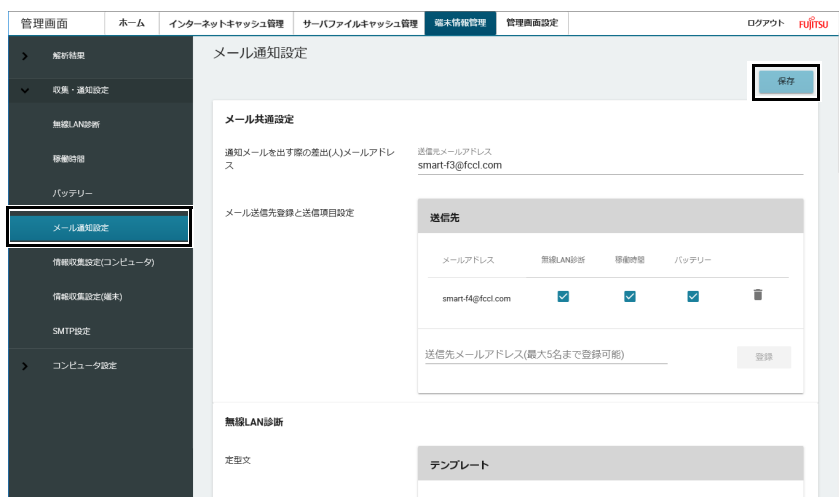 管理画面 ホーム インターネットキャッシュ管理 サーバファイルキャッシュ管理 端末情報管理 管理画面設定 ログアウト FUJITSU
解析結果
収集・通知設定
無線LAN診断
稼働時間
バッテリー
メール通知設定
情報収集設定(コンピュータ)
情報収集設定(端末)
SMTP設定
コンピュータ設定
メール通知設定
保存
メール共通設定
通知メールを出す際の差出(人)メールアドレ
ス
送信先メールアドレス
smart-f3@fccl.com
メール送信先登録と送信項目設定
送信先
メールアドレス 無線LAN診断 稼働時間 バッテリー
smart-f4@fccl.com
送信先メールアドレス(最大5名まで登録可能)
登録
無線LAN診断
定型文
テンプレート